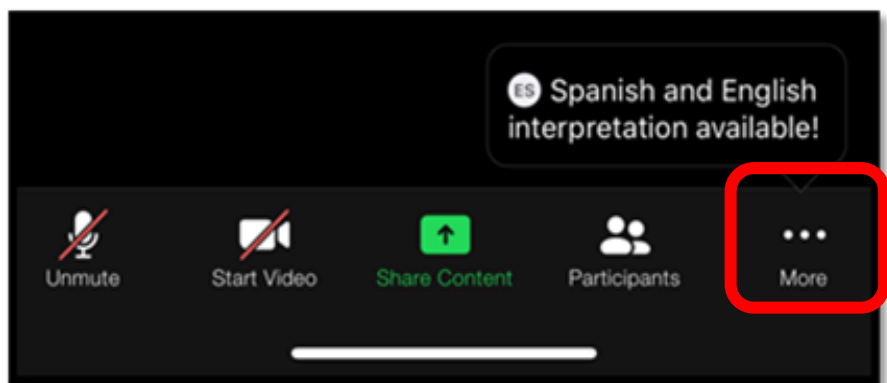 ES Spanish and English
interpretation available!
Unmute
Start Video
Share Content
Participants
More